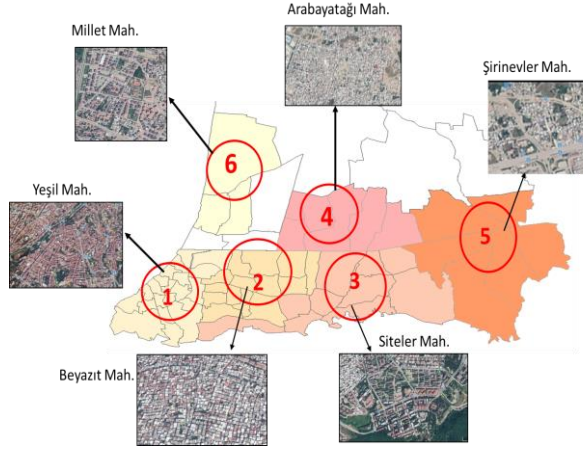 Arabayatağı Mah.
Millet Mah.
Şirinevler Mah.
6
Yeşil Mah.
4
5
2
3
1
Siteler Mah.
Beyazıt Mah.